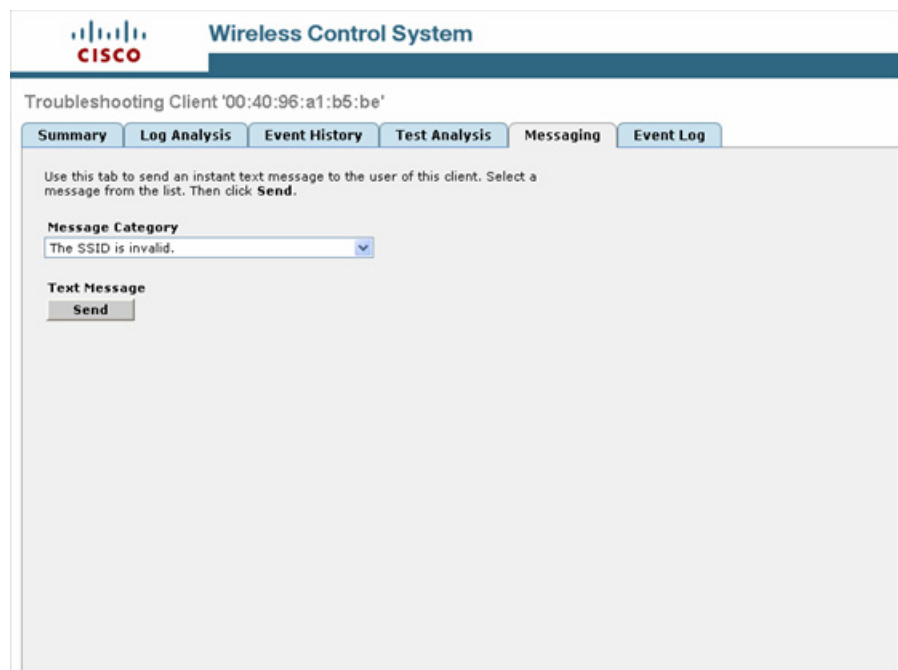 CISCO
Wireless Control System
Troubleshooting Client '00:40:96:a1:b5:be'
Summary Log Analysis Event History Test Analysis Messaging Event Log
Use this tab to send an instant text message to the user of this client. Select a
message from the list. Then click Send.
Message Category
The SSID is invalid.
Text Message
Send